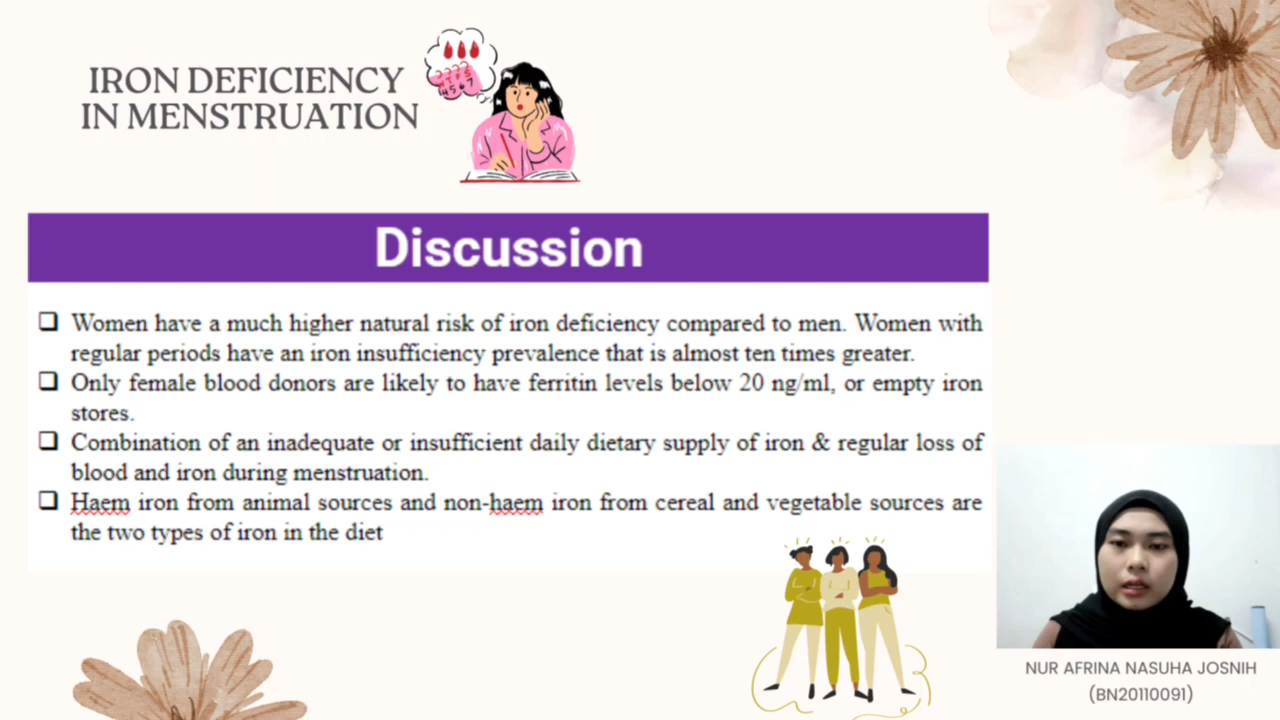 IRON DEFICIENCY
IN MENSTRUATION
Discussion
❑ Women have a much higher natural risk of iron deficiency compared to men. Women with
regular periods have an iron insufficiency prevalence that is almost ten times greater.
❑ Only female blood donors are likely to have ferritin levels below 20 ng/ml, or empty iron
stores.
❑ Combination of an inadequate or insufficient daily dietary supply of iron & regular loss of
blood and iron during menstruation.
❑ Haem iron from animal sources and non-haem iron from cereal and vegetable sources are
the two types of iron in the diet
NUR AFRINA NASUHA JOSNIH
(BN20110091)